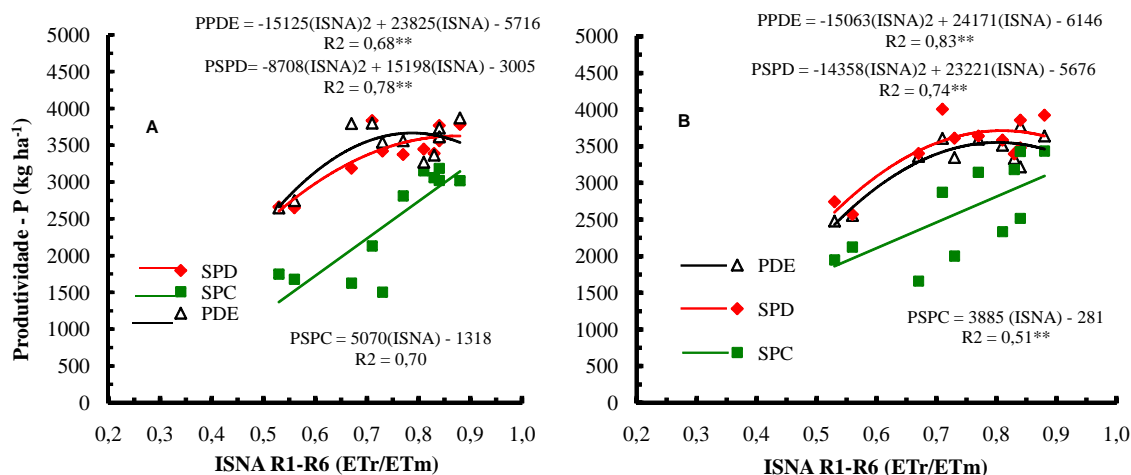 PPDE = -15125(ISNA)2 + 23825(ISNA) - 5716
R2 = 0,68**
PSPD= -8708(ISNA)2 + 15198(ISNA) - 3005
R2 = 0,78**
A
5000
4500
4000
3500
3000
2500
2000
1500
1000
500
0
Produtividade - P (kg ha-1)
SPD
SPC
PDE
PSPC = 5070(ISNA) - 1318
R2 = 0,70
0,2 0,3 0,4 0,5 0,6 0,7 0,8 0,9 1,0
ISNA R1-R6 (ETr/ETm)
PPDE = -15063(ISNA)2 + 24171(ISNA) - 6146
R2 = 0,83**
PSPD = -14358(ISNA)2 + 23221(ISNA) - 5676
R2 = 0,74**
B
5000
4500
4000
3500
3000
2500
2000
1500
1000
500
0
PDE
SPD
SPC
PSPC = 3885 (ISNA) - 281
R2 = 0,51**
0,2 0,3 0,4 0,5 0,6 0,7 0,8 0,9 1,0
ISNA R1-R6 (ETr/ETm)